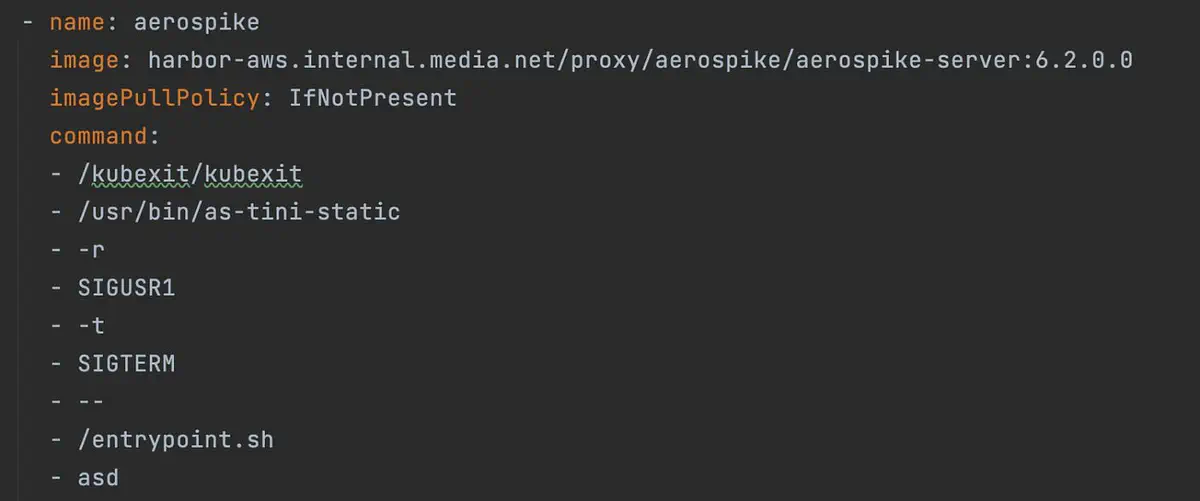 - name: aerospike
image: harbor-aws.internal.media.net/proxy/aerospike/aerospike-server:6.2.0.0
imagePullPolicy: IfNotPresent
command:
- /kubexit/kubexit
- /usr/bin/as-tini-static
- -r
- SIGUSR1
- -t
- SIGTERM
- --
- /entrypoint.sh
- asd